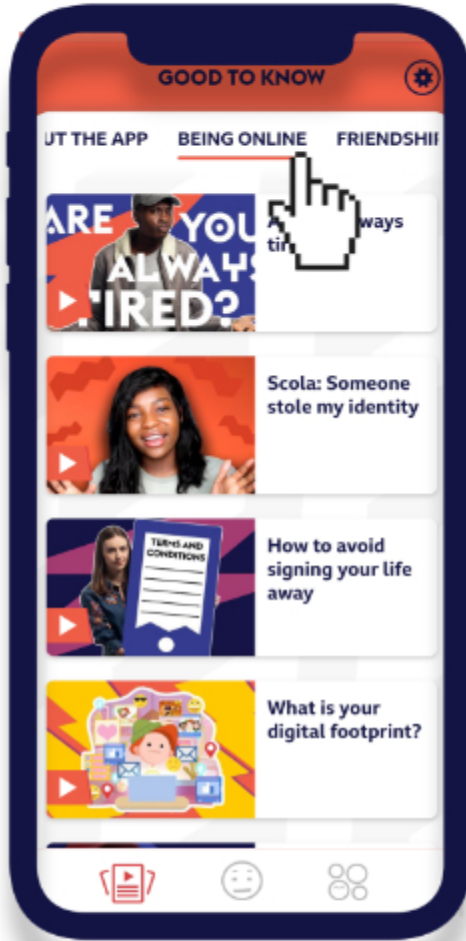 GOOD TO KNOW
UT THE APP BEING ONLINE FRIENDSHIP
ARE YOU
ALWAYS
TIRED?
ways
Scola: Someone
stole my identity
TERMS AND
CONDITIONS
How to avoid
signing your life
away
What is your
digital footprint?